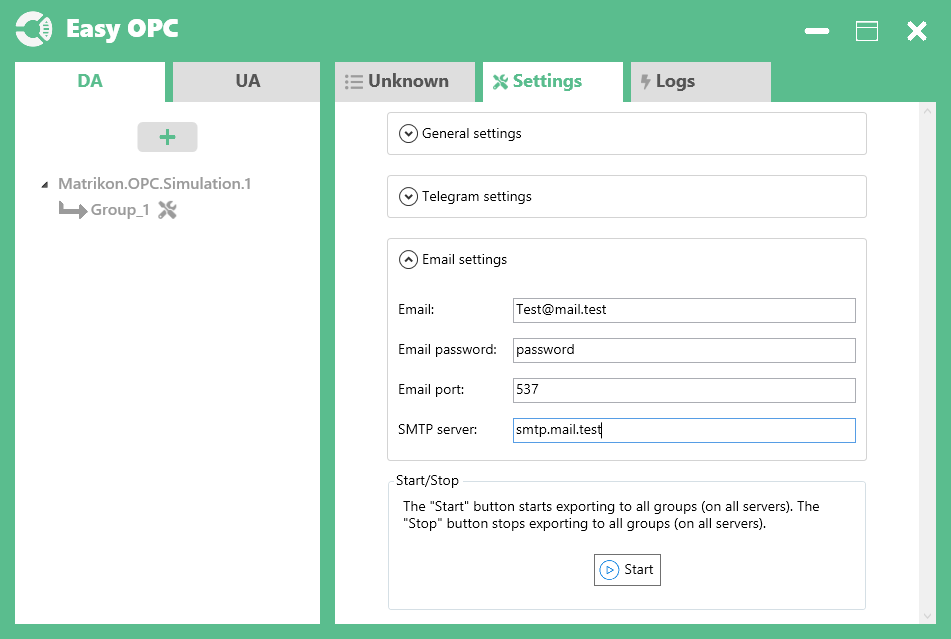 Easy OPC
DA
UA
+
Matrikon.OPC.Simulation.1
Group_1
Unknown
Settings
Logs
General settings
Telegram settings
Email settings
Email:
Test@mail.test
Email password:
password
Email port:
537
SMTP server:
smtp.mail.test
Start/Stop
The "Start" button starts exporting to all groups (on all servers). The
"Stop" button stops exporting to all groups (on all servers).
Start